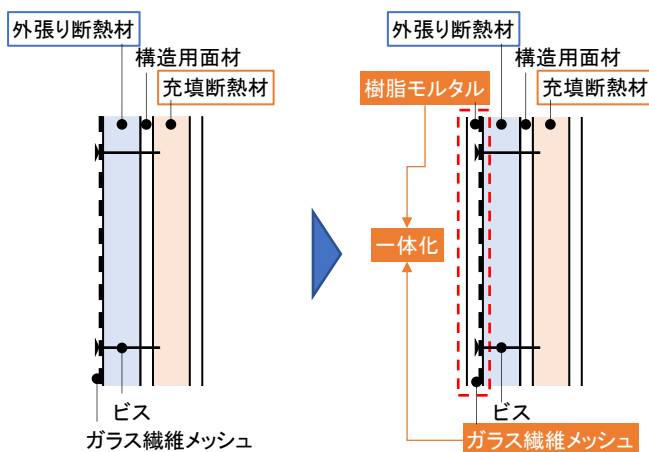 外張り断熱材
構造用面材
充填断熱材
ビス
ガラス繊維メッシュ
外張り断熱材
構造用面材
樹脂モルタル
充填断熱材
一体化
ビス
ガラス繊維メッシュ